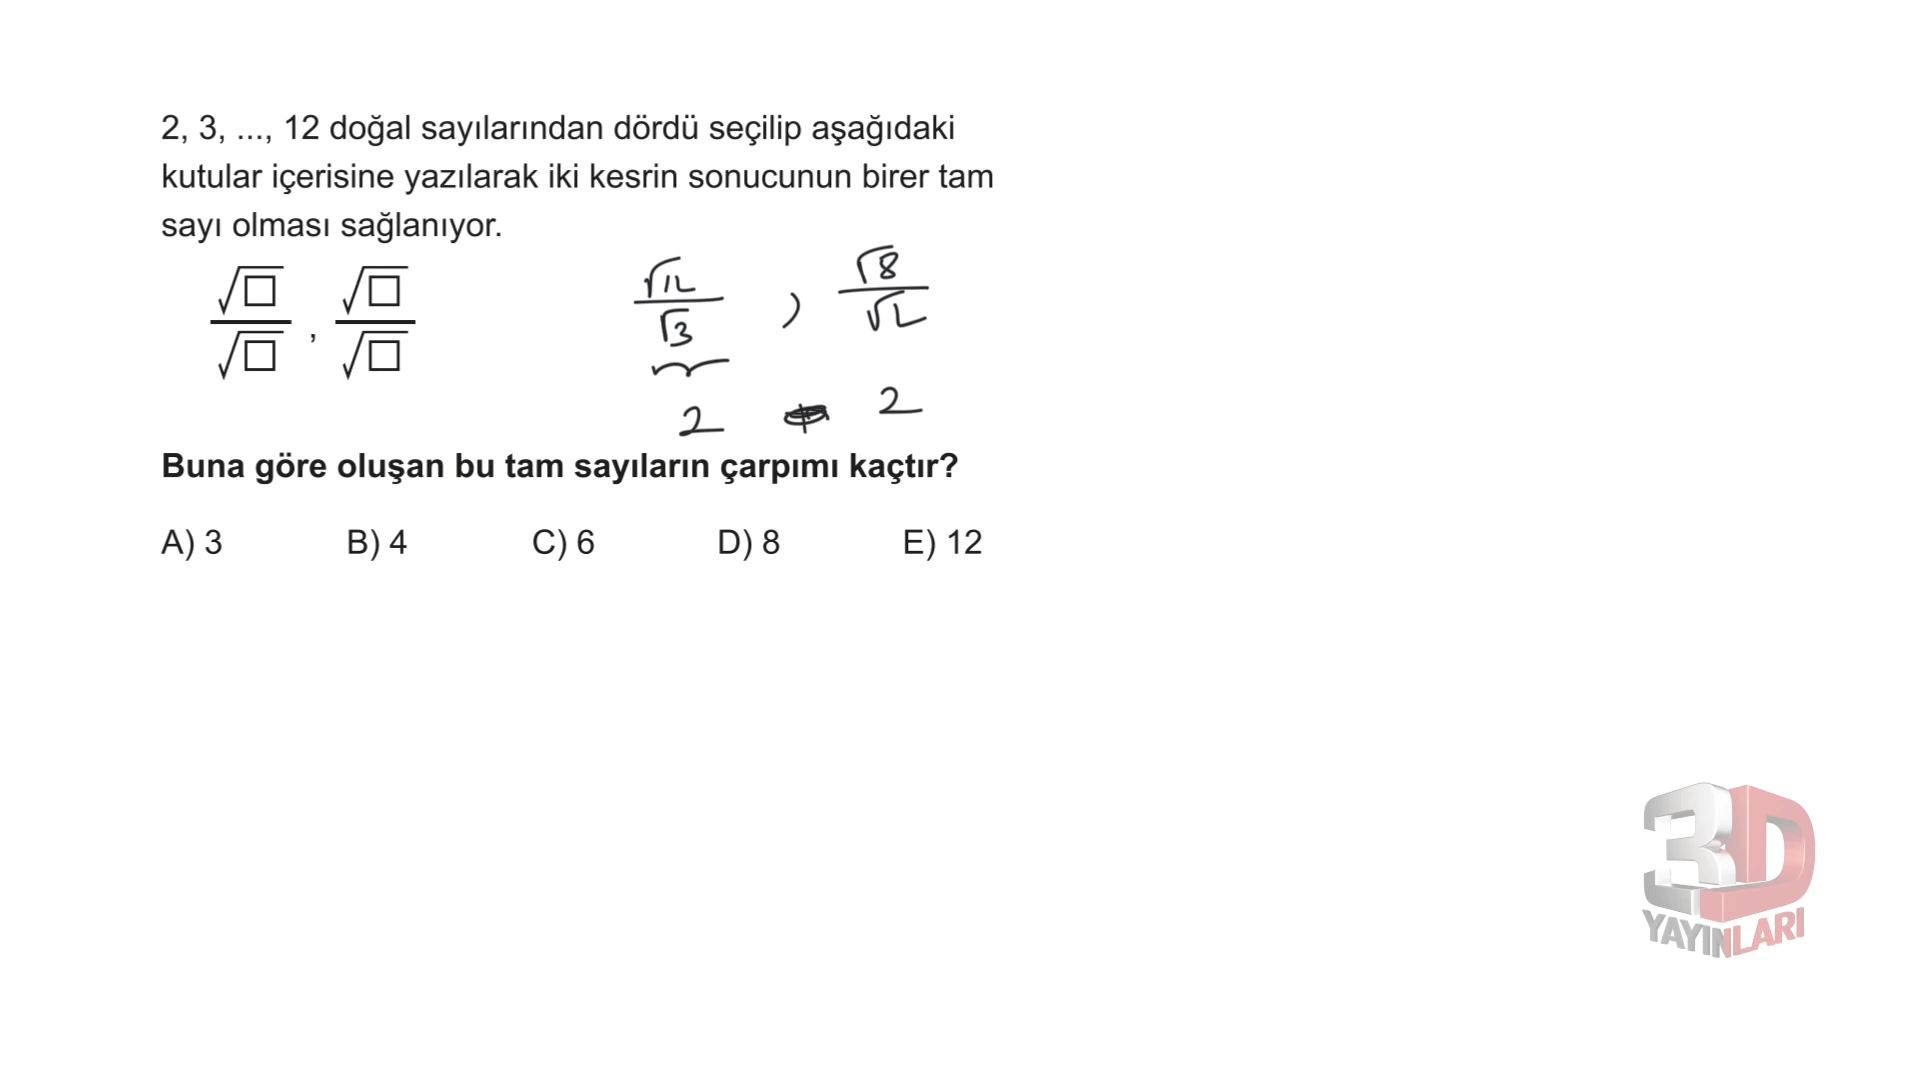 2, 3, ..., 12 doğal sayılarından dördü seçilip aşağıdaki
kutular içerisine yazılarak iki kesrin sonucunun birer tam
sayı olması sağlanıyor.
√□ / √□ , √□ / √□
√12 / √3 , √8 / √2
2 2
Buna göre oluşan bu tam sayıların çarpımı kaçtır?
A) 3 B) 4 C) 6 D) 8 E) 12
3D
YAYINLARI